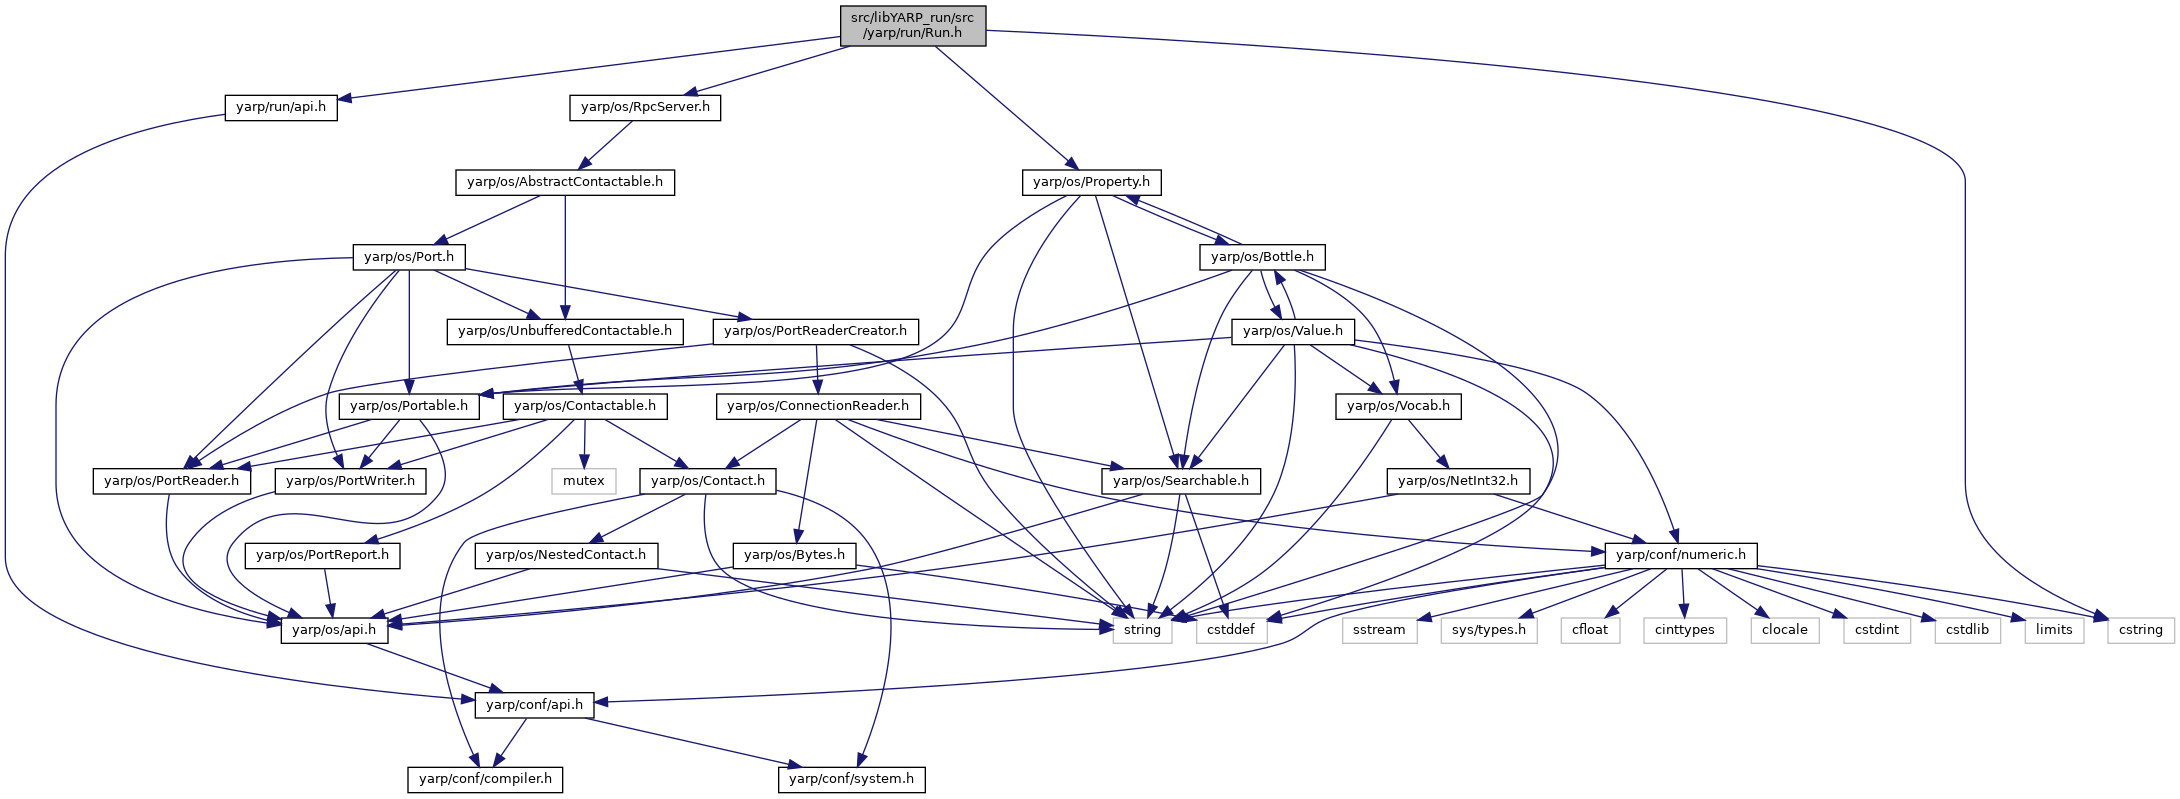 src/libYARP_run/src
/yarp/run/Run.h
yarp/run/api.h
yarp/os/RpcServer.h
yarp/os/AbstractContactable.h
yarp/os/Property.h
yarp/os/Port.h
yarp/os/Bottle.h
yarp/os/UnbufferedContactable.h
yarp/os/PortReaderCreator.h
yarp/os/Value.h
yarp/os/Portable.h
yarp/os/Contactable.h
yarp/os/ConnectionReader.h
yarp/os/Vocab.h
yarp/os/PortReader.h
yarp/os/PortWriter.h
mutex
yarp/os/Contact.h
yarp/os/Searchable.h
yarp/os/NetInt32.h
yarp/os/PortReport.h
yarp/os/NestedContact.h
yarp/os/Bytes.h
yarp/conf/numeric.h
yarp/os/api.h
string
cstddef
sstream
sys/types.h
cfloat
cinttypes
clocale
cstdint
cstdlib
limits
cstring
yarp/conf/api.h
yarp/conf/compiler.h
yarp/conf/system.h